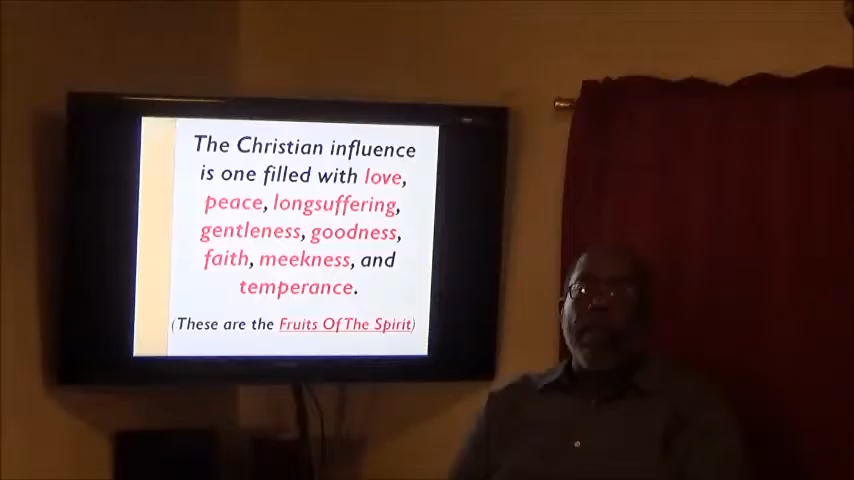 The Christian influence
is one filled with love,
peace, longsuffering,
gentleness, goodness,
faith, meekness, and
temperance.
(These are the Fruits Of The Spirit)